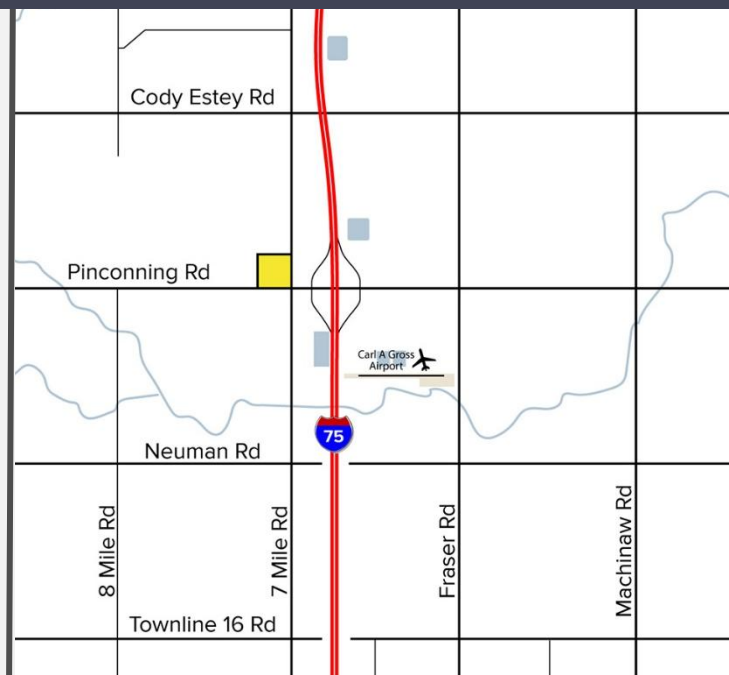 Cody Estey Rd
Pinconning Rd
Carl A Gross
Airport
75
Neuman Rd
8 Mile Rd
7 Mile Rd
Fraser Rd
Machinaw Rd
Townline 16 Rd